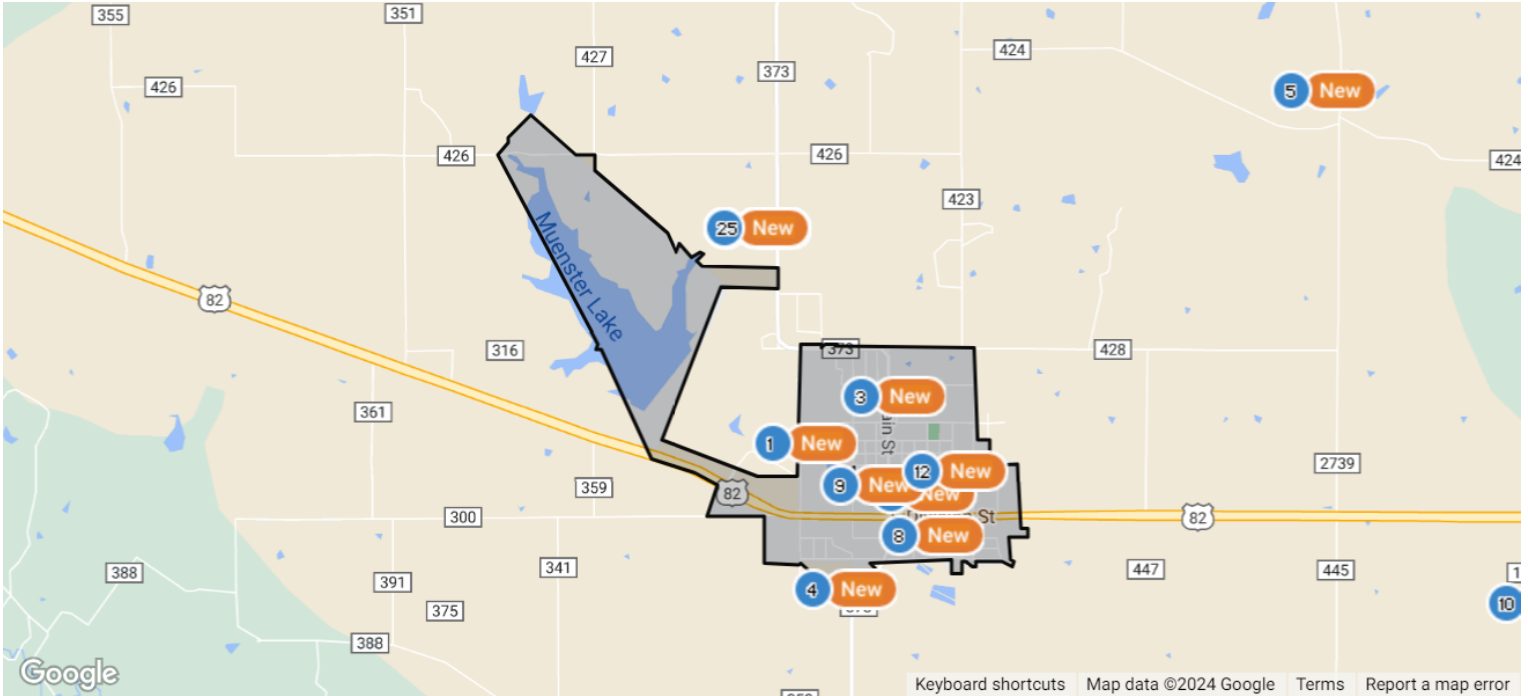 355
351
427
373
424
426
5 New
426
426
424
423
25 New
Muenster Lake
82
316
373
428
3 New
361
ain St
1 New
12 New
2739
9 New
New
359
82
300
St
82
8 New
388
391
341
447
445
4 New
10
375
388
Google
Keyboard shortcuts
Map data ©2024 Google
Terms
Report a map error